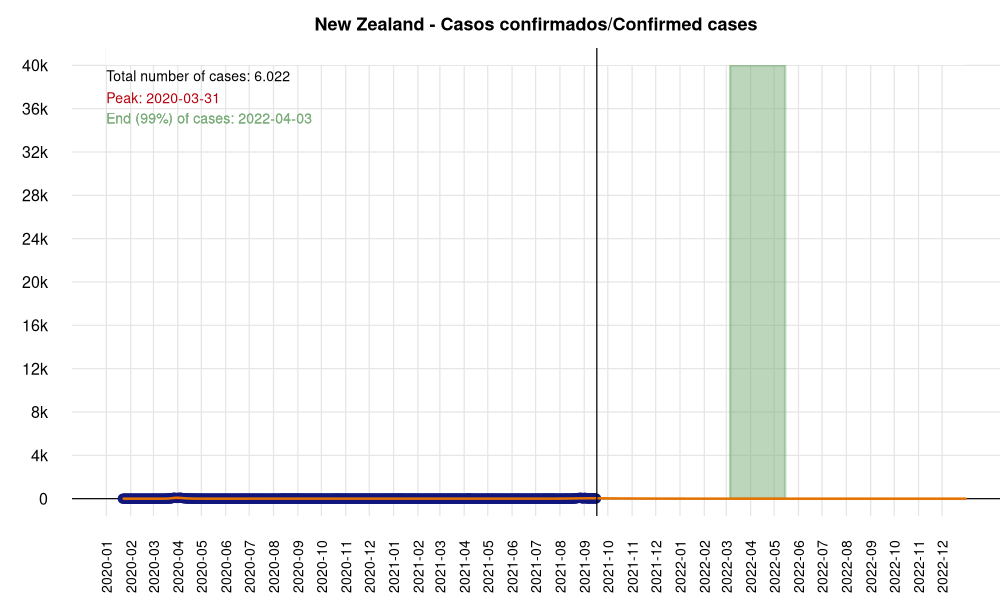 New Zealand - Casos confirmados/Confirmed cases
Total number of cases: 6.022
Peak: 2020-03-31
End (99%) of cases: 2022-04-03
40k
36k
32k
28k
24k
20k
16k
12k
8k
4k
0
2020-01
2020-02
2020-03
2020-04
2020-05
2020-06
2020-07
2020-08
2020-09
2020-10
2020-11
2020-12
2021-01
2021-02
2021-03
2021-04
2021-05
2021-06
2021-07
2021-08
2021-09
2021-10
2021-11
2021-12
2022-01
2022-02
2022-03
2022-04
2022-05
2022-06
2022-07
2022-08
2022-09
2022-10
2022-11
2022-12